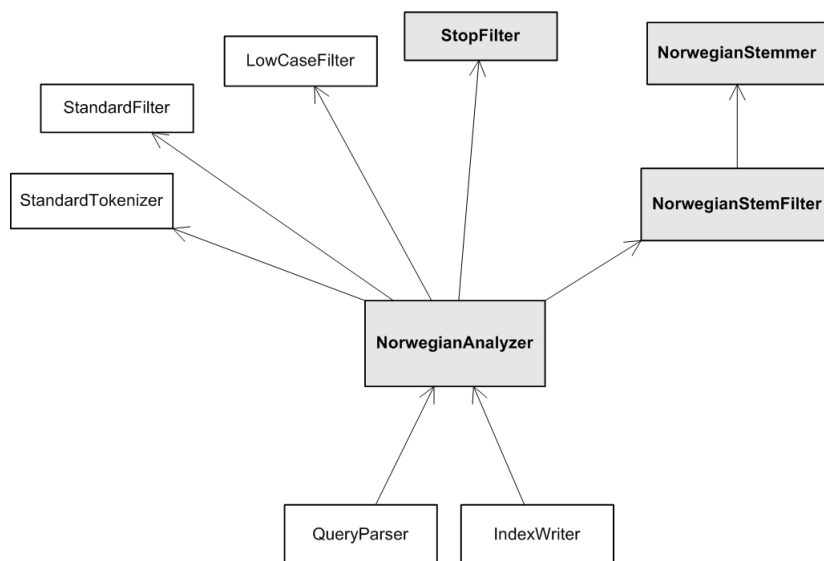 StopFilter
LowCaseFilter
NorwegianStemmer
StandardFilter
StandardTokenizer
NorwegianStemFilter
NorwegianAnalyzer
QueryParser
IndexWriter